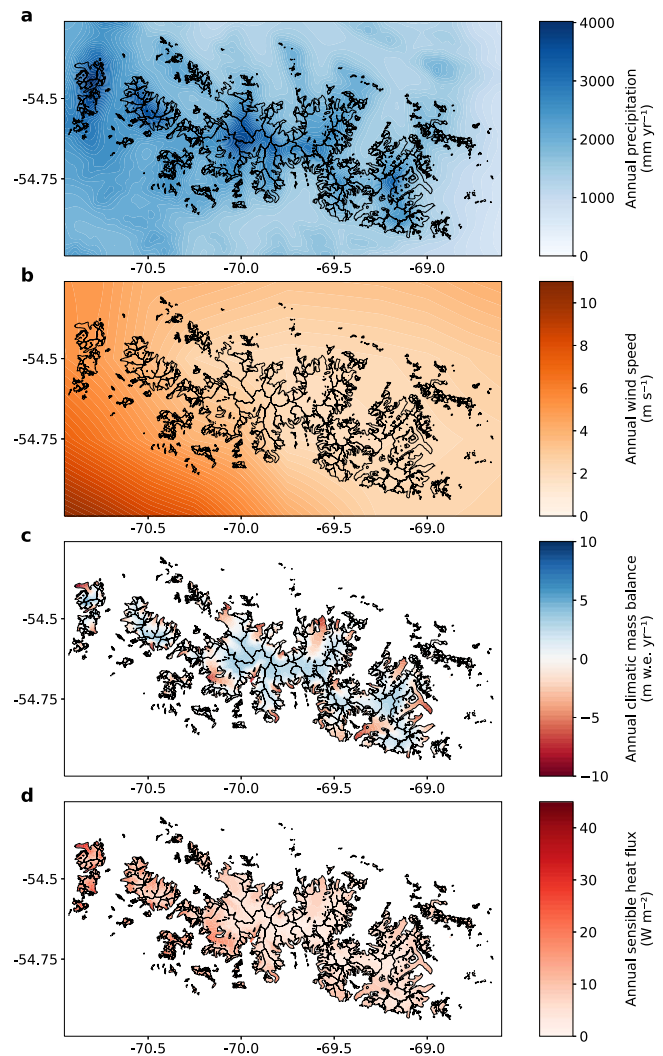 a
4000
3000
2000
1000
0
Annual precipitation
(mm yr⁻¹)
-54.5
-54.75
-70.5 -70.0 -69.5 -69.0
b
10
8
6
4
2
0
Annual wind speed
(m s⁻¹)
-54.5
-54.75
-70.5 -70.0 -69.5 -69.0
c
10
5
0
−5
−10
Annual climatic mass balance
(m w.e. yr⁻¹)
-54.5
-54.75
-70.5 -70.0 -69.5 -69.0
d
40
30
20
10
0
Annual sensible heat flux
(W m⁻²)
-54.5
-54.75
-70.5 -70.0 -69.5 -69.0